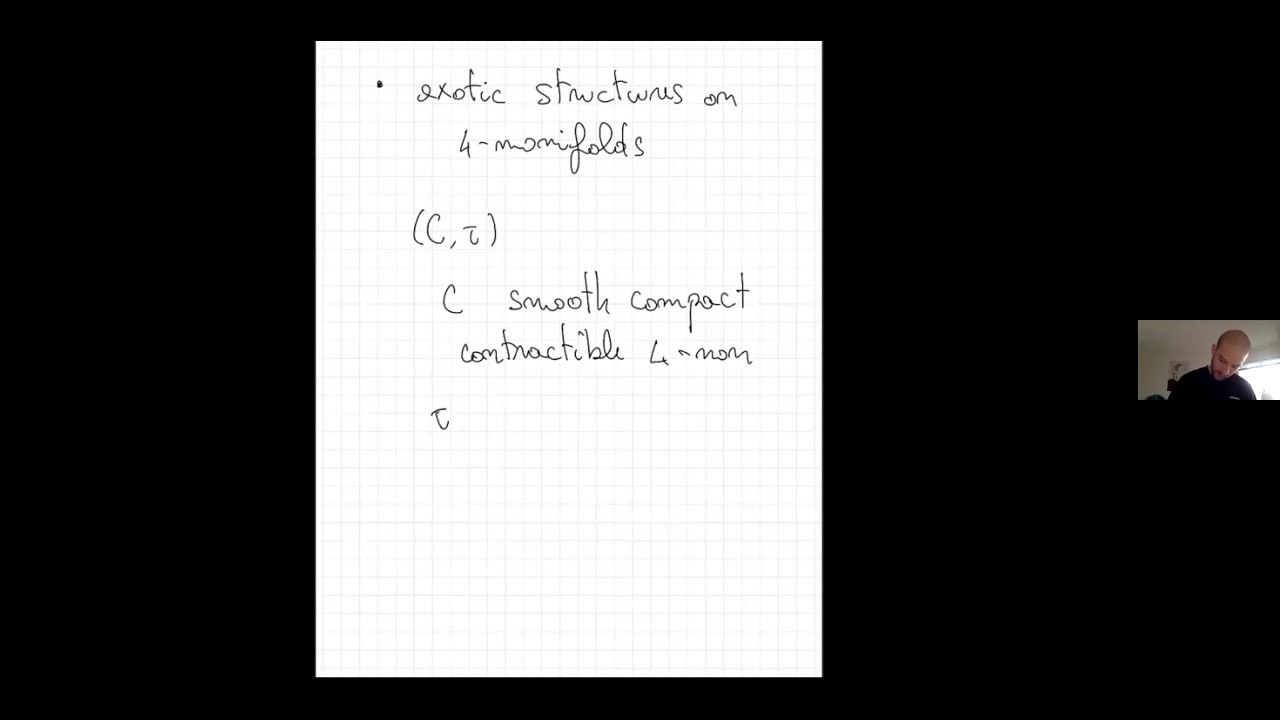 • exotic structures on
4-manifolds
(C, τ)
C smooth compact
contractible 4-man
τ